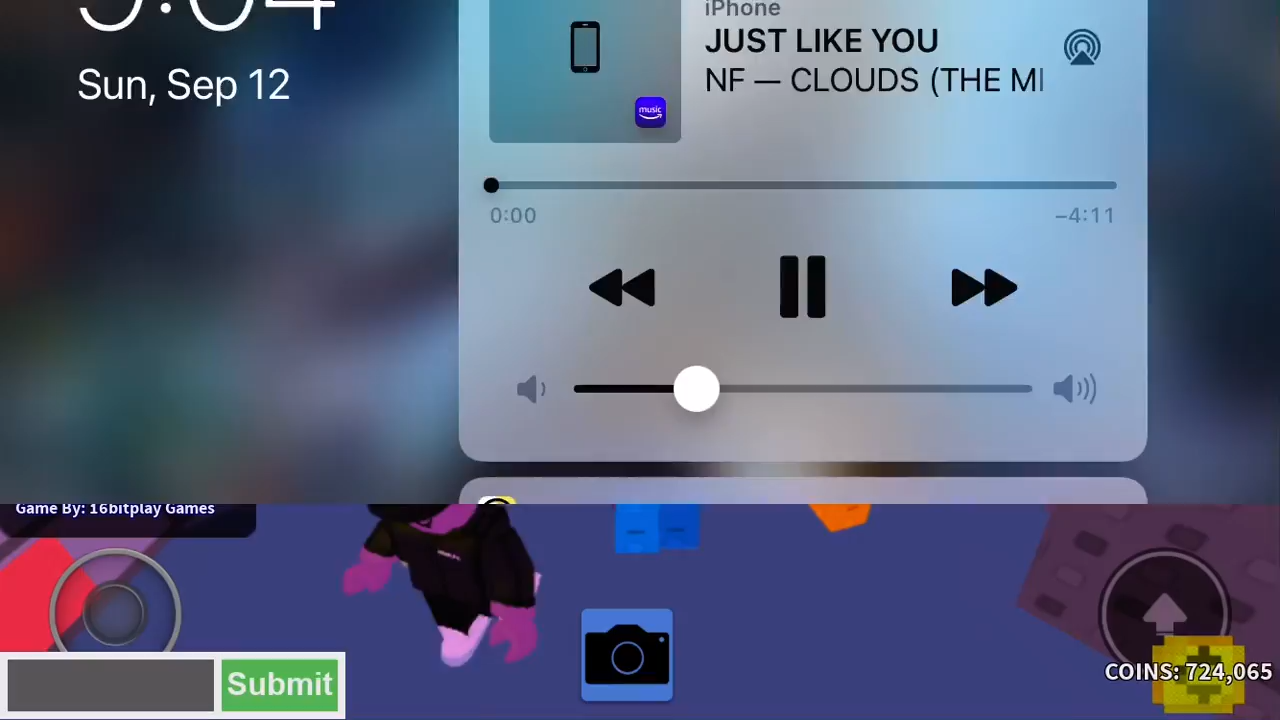 Sun, Sep 12
iPhone
JUST LIKE YOU
NF — CLOUDS (THE MI
music
0:00
–4:11
Game By: 16bitplay Games
Submit
COINS: 724,065